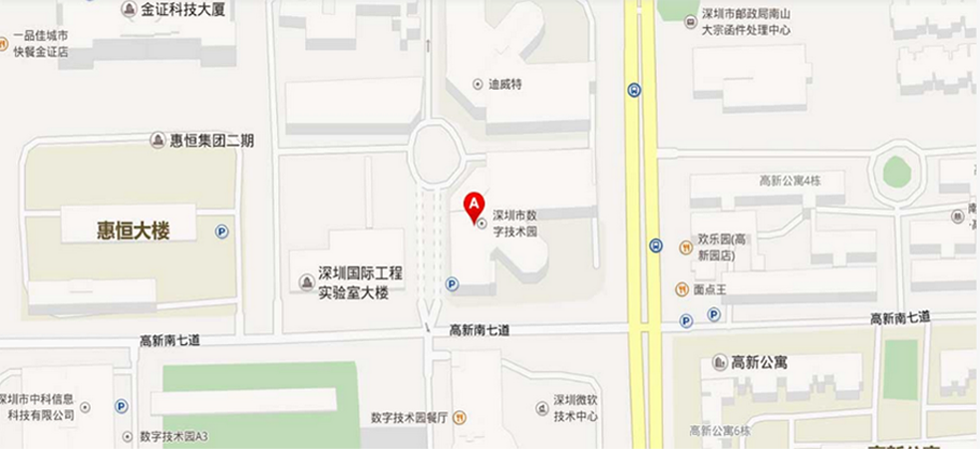 金证科技大厦
深圳市邮政局南山
大宗函件处理中心
一品佳城市
快餐金证店
迪威特
惠恒集团二期
高新公寓4栋
A
深圳市数
字技术园
惠恒大楼
P
欢乐园(高
新园店)
深圳国际工程
实验室大楼
P
面点王
P
P
高新南七道
高新南七道
高新南七道
高新公寓
深圳市中科信息
科技有限公司
P
数字技术园餐厅
深圳微软
技术中心
数字技术园A3
高新公寓6栋